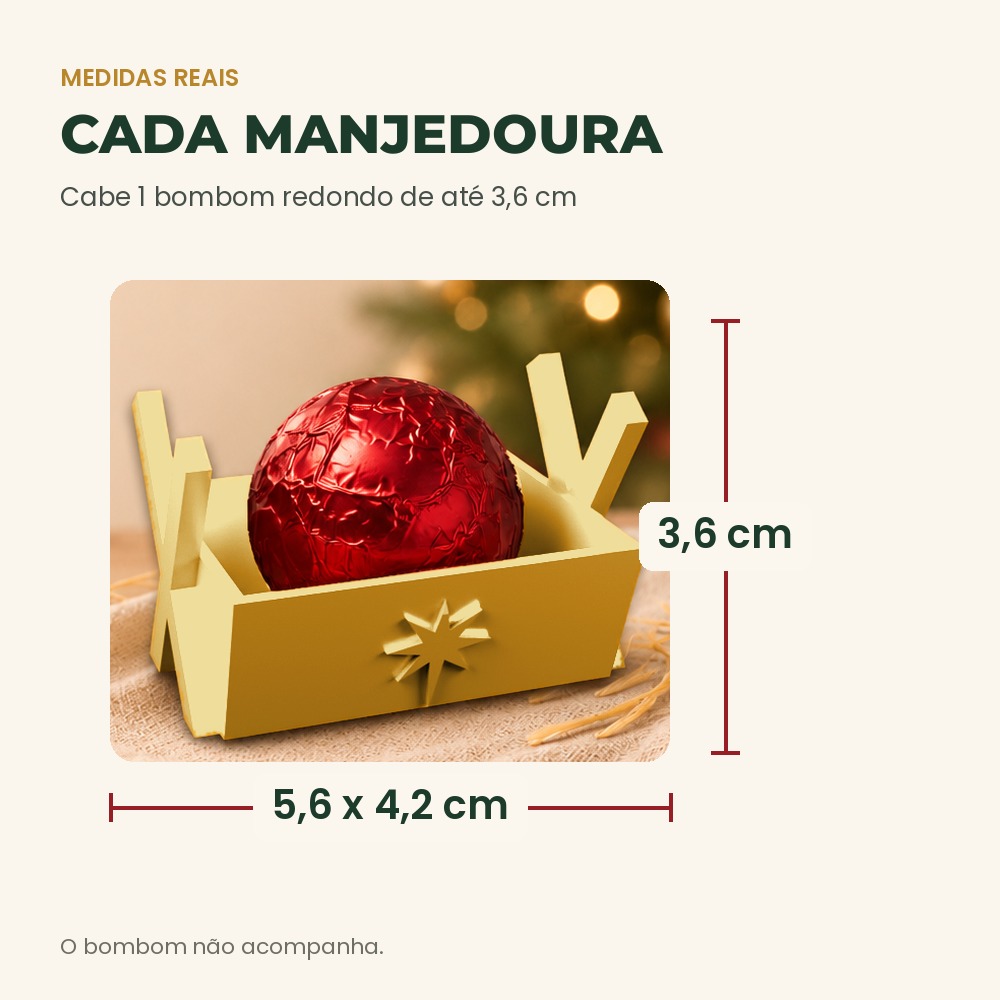 MEDIDAS REAIS
CADA MANJEDOURA
Cabe 1 bombom redondo de até 3,6 cm
3,6 cm
5,6 x 4,2 cm
O bombom não acompanha.